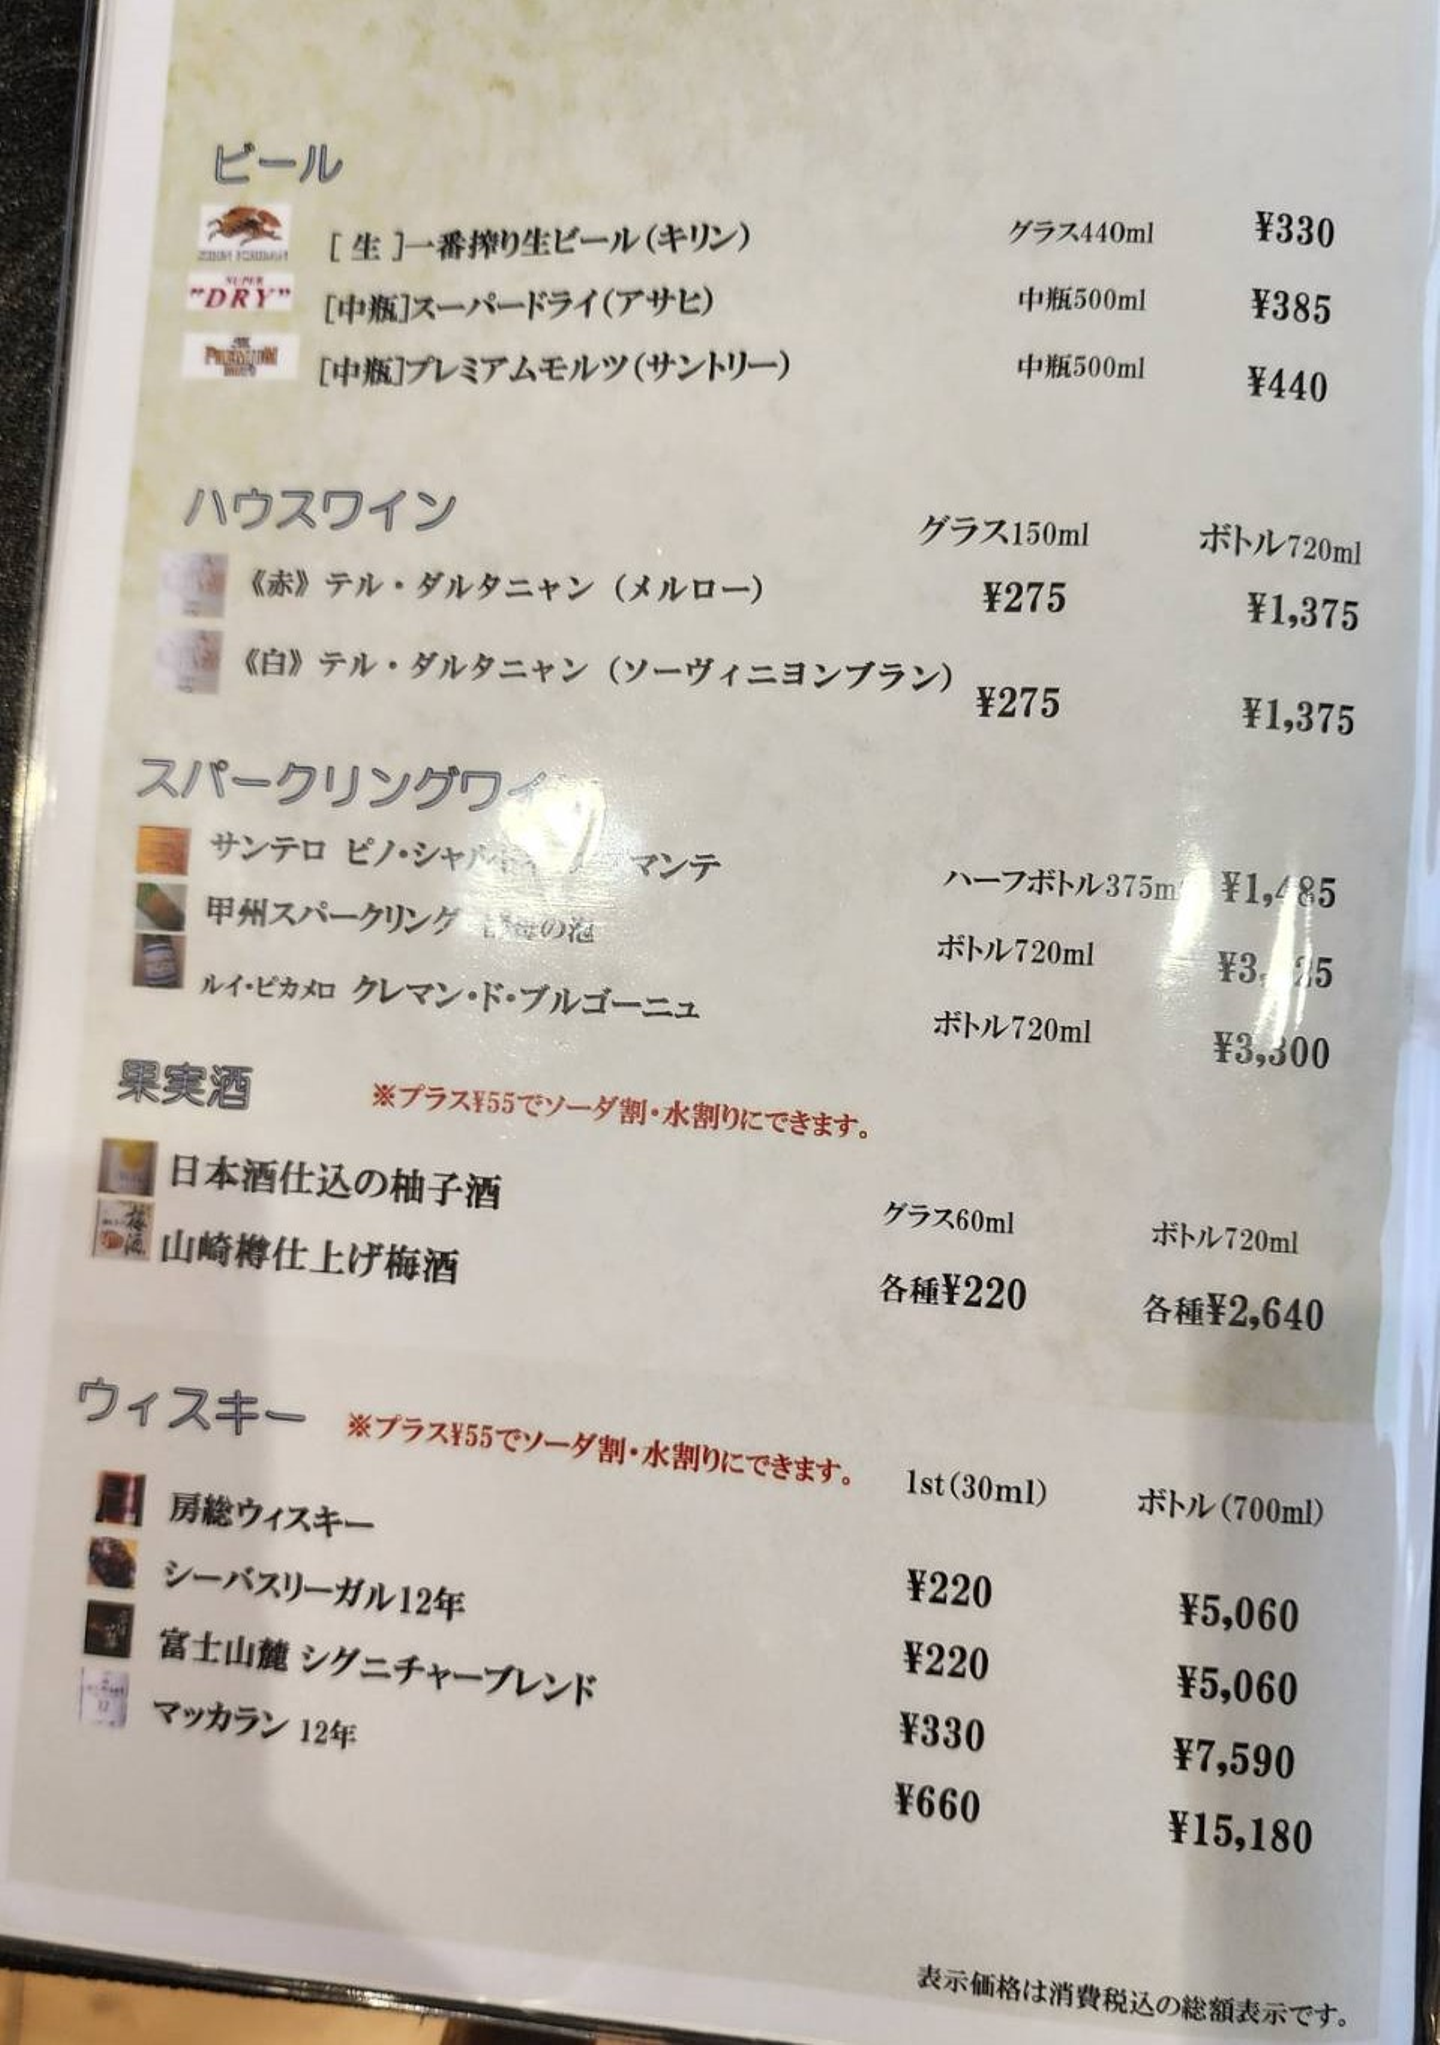 ビール
[ 生 ]一番搾り生ビール(キリン) グラス440ml ¥330
"DRY" SUPER
[中瓶]スーパードライ(アサヒ) 中瓶500ml ¥385
[中瓶]プレミアムモルツ(サントリー) 中瓶500ml ¥440
ハウスワイン グラス150ml ボトル720ml
《赤》テル・ダルタニャン (メルロー) ¥275 ¥1,375
《白》テル・ダルタニャン (ソーヴィニヨンブラン) ¥275 ¥1,375
スパークリングワイ
サンテロ ピノ・シャル マンテ ハーフボトル375m ¥1,485
甲州スパークリング の泡 ボトル720ml
ルイ・ピカメロ クレマン・ド・ブルゴーニュ ボトル720ml ¥3,300
果実酒 ※プラス¥55でソーダ割・水割りにできます。
日本酒仕込の柚子酒 グラス60ml ボトル720ml
梅酒
山崎樽仕上げ梅酒 各種¥220 各種¥2,640
ウィスキー ※プラス¥55でソーダ割・水割りにできます。 1st(30ml) ボトル(700ml)
房総ウィスキー ¥220 ¥5,060
シーバスリーガル12年 ¥220 ¥5,060
富士山麓 シグニチャーブレンド ¥330 ¥7,590
マッカラン 12年 ¥660 ¥15,180
表示価格は消費税込の総額表示です。